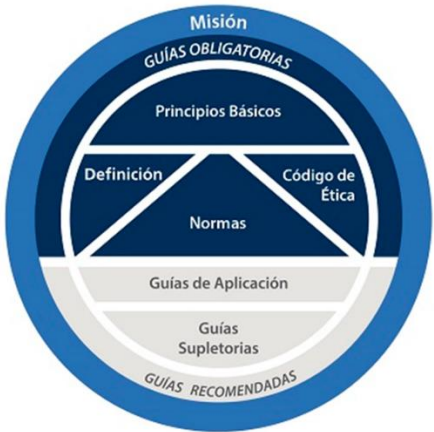 Misión
GUÍAS OBLIGATORIAS
Principios Básicos
Definición
Código de
Ética
Normas
Guías de Aplicación
Guías
Supletorias
GUÍAS RECOMENDADAS